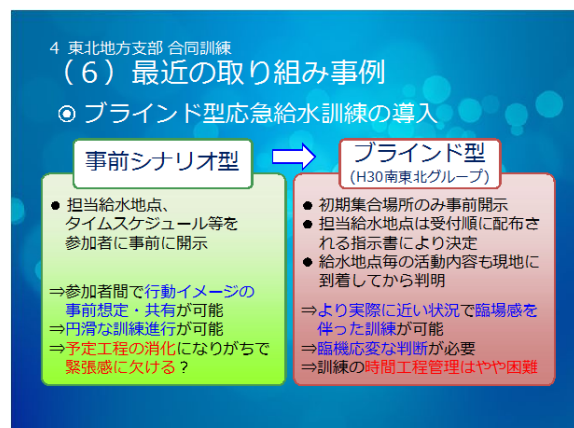 4 東北地方支部 合同訓練
（6）最近の取り組み事例
◉ ブラインド型応急給水訓練の導入
事前シナリオ型
● 担当給水地点、
タイムスケジュール等を
参加者に事前に開示
⇒参加者間で行動イメージの
事前想定・共有が可能
⇒円滑な訓練進行が可能
⇒予定工程の消化になりがちで
緊張感に欠ける？
ブラインド型
(H30南東北グループ)
● 初期集合場所のみ事前開示
● 担当給水地点は受付順に配布さ
れる指示書により決定
● 給水地点毎の活動内容も現地に
到着してから判明
⇒より実際に近い状況で臨場感を
伴った訓練が可能
⇒臨機応変な判断が必要
⇒訓練の時間工程管理はやや困難